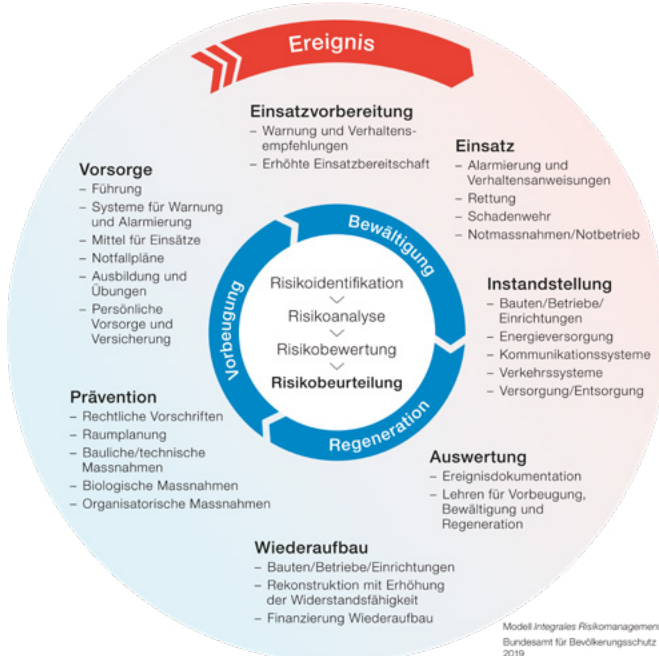 Ereignis
Einsatzvorbereitung
– Warnung und Verhaltens-
empfehlungen
– Erhöhte Einsatzbereitschaft
Einsatz
– Alarmierung und
Verhaltensanweisungen
– Rettung
– Schadenwehr
– Notmassnahmen/Notbetrieb
Instandstellung
– Bauten/Betriebe/
Einrichtungen
– Energieversorgung
– Kommunikationssysteme
– Verkehrssysteme
– Versorgung/Entsorgung
Auswertung
– Ereignisdokumentation
– Lehren für Vorbeugung,
Bewältigung und
Regeneration
Wiederaufbau
– Bauten/Betriebe/Einrichtungen
– Rekonstruktion mit Erhöhung
der Widerstandsfähigkeit
– Finanzierung Wiederaufbau
Prävention
– Rechtliche Vorschriften
– Raumplanung
– Bauliche/technische
Massnahmen
– Biologische Massnahmen
– Organisatorische Massnahmen
Vorsorge
– Führung
– Systeme für Warnung
und Alarmierung
– Mittel für Einsätze
– Notfallpläne
– Ausbildung und
Übungen
– Persönliche
Vorsorge und
Versicherung
Bewältigung
Regeneration
Vorbeugung
Risikoidentifikation
Risikoanalyse
Risikobewertung
Risikobeurteilung
Modell Integrales Risikomanagement
Bundesamt für Bevölkerungsschutz
2019